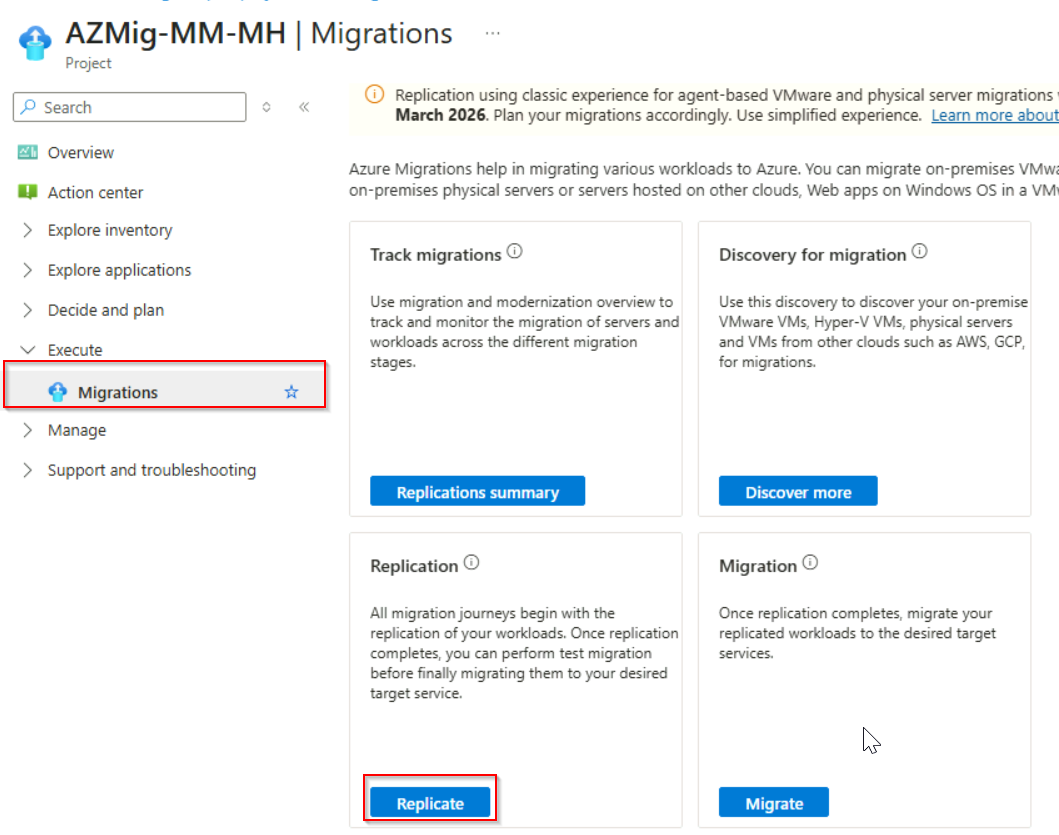 AZMig-MM-MH | Migrations ...
Project
Search
Overview
Action center
Explore inventory
Explore applications
Decide and plan
Execute
Migrations
Manage
Support and troubleshooting
Replication using classic experience for agent-based VMware and physical server migrations
March 2026. Plan your migrations accordingly. Use simplified experience. Learn more about
Azure Migrations help in migrating various workloads to Azure. You can migrate on-premises
on-premises physical servers or servers hosted on other clouds, Web apps on Windows OS in a
Track migrations
Use migration and modernization overview to
track and monitor the migration of servers and
workloads across the different migration
stages.
Replications summary
Discovery for migration
Use this discovery to discover your on-premise
VMware VMs, Hyper-V VMs, physical servers
and VMs from other clouds such as AWS, GCP,
for migrations.
Discover more
Replication
All migration journeys begin with the
replication of your workloads. Once replication
completes, you can perform test migration
before finally migrating them to your desired
target service.
Replicate
Migration
Once replication completes, migrate your
replicated workloads to the desired target
services.
Migrate